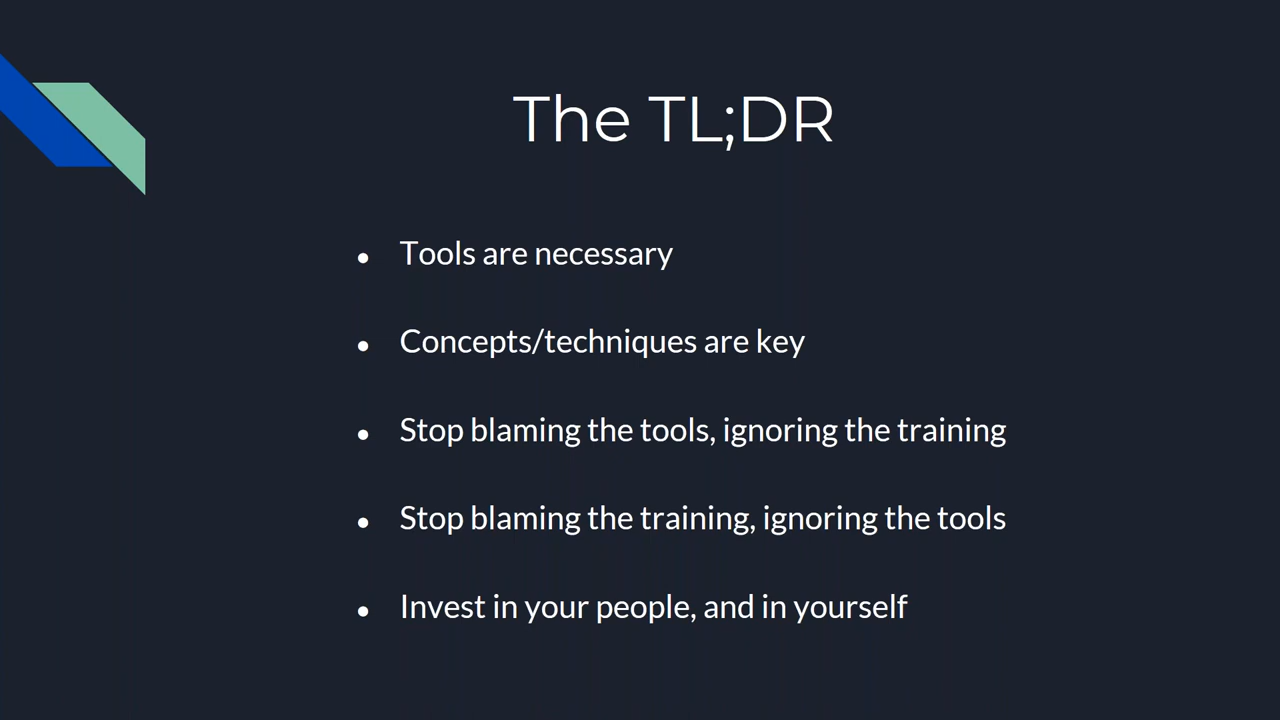 The TL;DR
● Tools are necessary
● Concepts/techniques are key
● Stop blaming the tools, ignoring the training
● Stop blaming the training, ignoring the tools
● Invest in your people, and in yourself